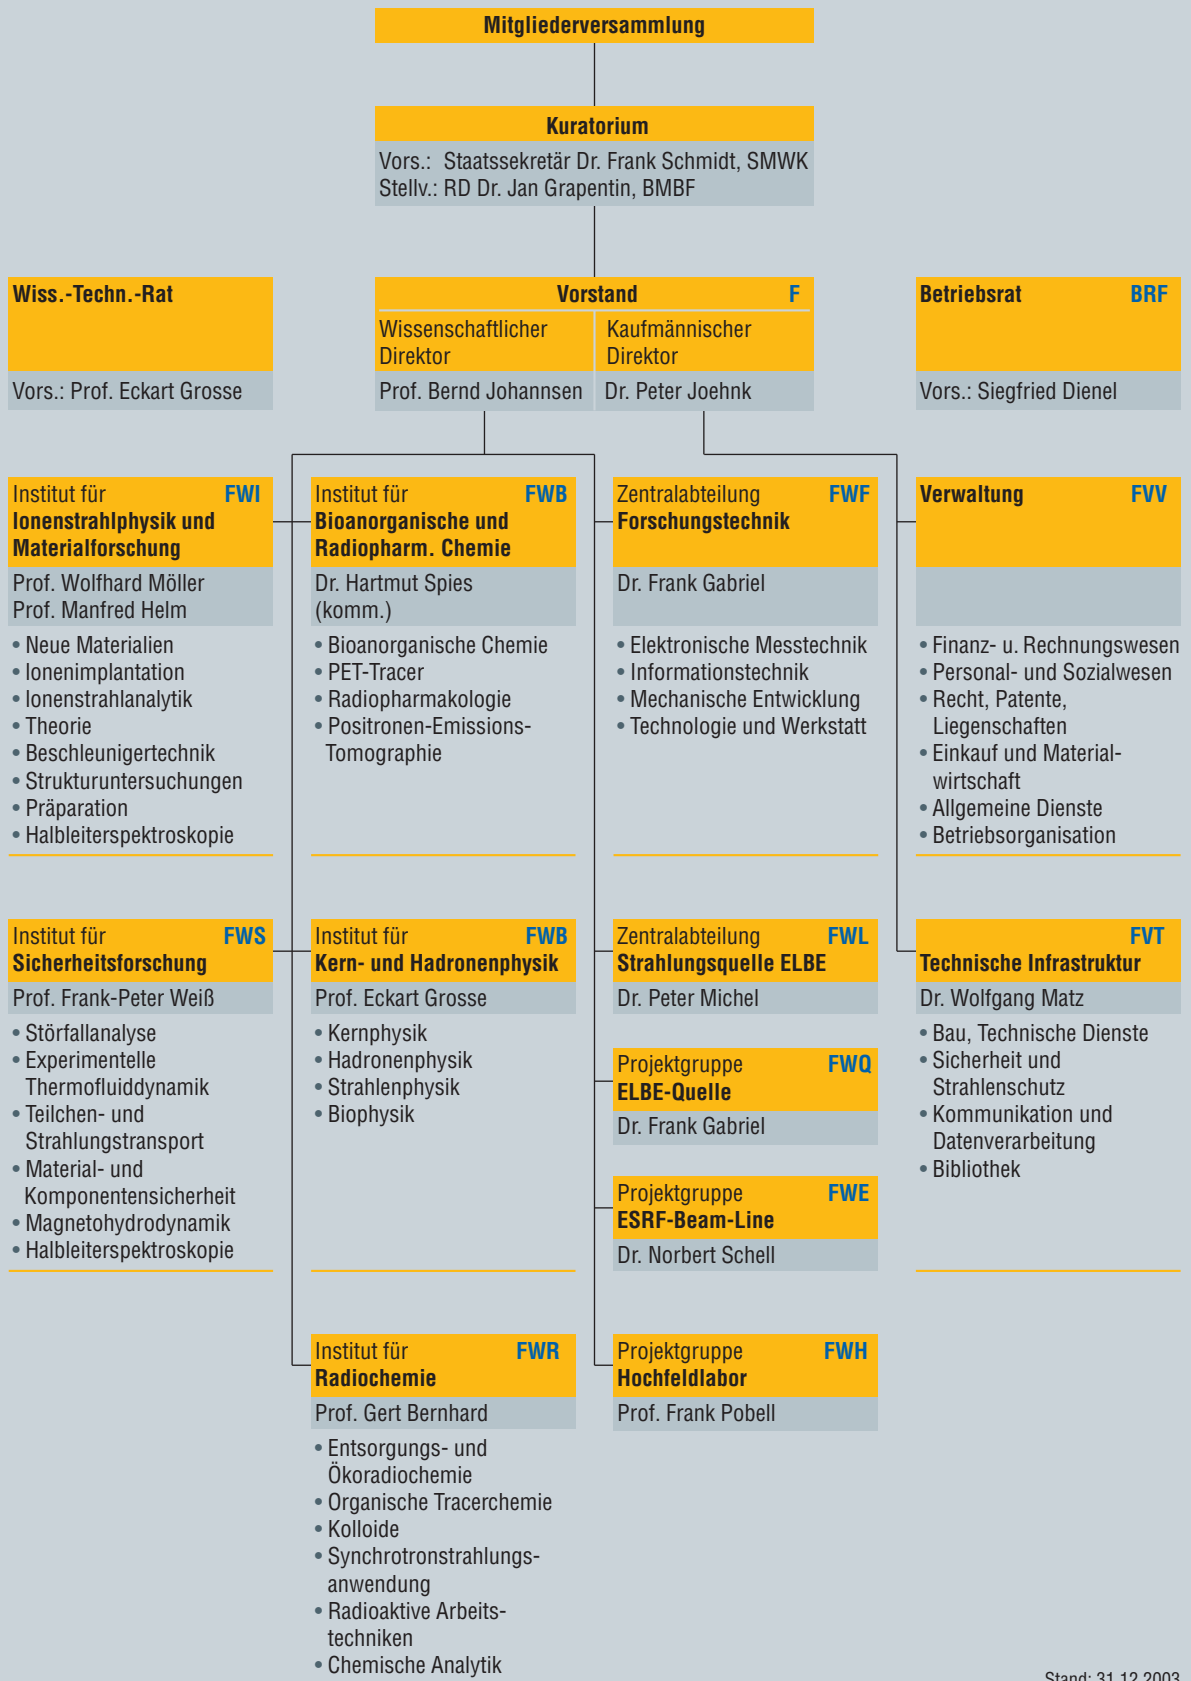 Mitgliederversammlung
Kuratorium
Vors.: Staatssekretär Dr. Frank Schmidt, SMWK
Stellv.: RD Dr. Jan Grapentin, BMBF
Wiss.-Techn.-Rat
Vors.: Prof. Eckart Grosse
Vorstand F
Wissenschaftlicher
Direktor
Prof. Bernd Johannsen
Kaufmännischer
Direktor
Dr. Peter Joehnk
Betriebsrat BRF
Vors.: Siegfried Dienel
Institut für FWI
Ionenstrahlphysik und
Materialforschung
Prof. Wolfhard Möller
Prof. Manfred Helm
• Neue Materialien
• Ionenimplantation
• Ionenstrahlanalytik
• Theorie
• Beschleunigertechnik
• Strukturuntersuchungen
• Präparation
• Halbleiterspektroskopie
Institut für FWB
Bioanorganische und
Radiopharm. Chemie
Dr. Hartmut Spies
(komm.)
• Bioanorganische Chemie
• PET-Tracer
• Radiopharmakologie
• Positronen-Emissions-
Tomographie
Zentralabteilung FWF
Forschungstechnik
Dr. Frank Gabriel
• Elektronische Messtechnik
• Informationstechnik
• Mechanische Entwicklung
• Technologie und Werkstatt
Verwaltung FVV
• Finanz- u. Rechnungswesen
• Personal- und Sozialwesen
• Recht, Patente,
Liegenschaften
• Einkauf und Material-
wirtschaft
• Allgemeine Dienste
• Betriebsorganisation
Institut für FWS
Sicherheitsforschung
Prof. Frank-Peter Weiß
• Störfallanalyse
• Experimentelle
Thermofluiddynamik
• Teilchen- und
Strahlungstransport
• Material- und
Komponentensicherheit
• Magnetohydrodynamik
• Halbleiterspektroskopie
Institut für FWB
Kern- und Hadronenphysik
Prof. Eckart Grosse
• Kernphysik
• Hadronenphysik
• Strahlenphysik
• Biophysik
Zentralabteilung FWL
Strahlungsquelle ELBE
Dr. Peter Michel
Projektgruppe FWQ
ELBE-Quelle
Dr. Frank Gabriel
Projektgruppe FWE
ESRF-Beam-Line
Dr. Norbert Schell
FVT
Technische Infrastruktur
Dr. Wolfgang Matz
• Bau, Technische Dienste
• Sicherheit und
Strahlenschutz
• Kommunikation und
Datenverarbeitung
• Bibliothek
Institut für FWR
Radiochemie
Prof. Gert Bernhard
• Entsorgungs- und
Ökoradiochemie
• Organische Tracerchemie
• Kolloide
• Synchrotronstrahlungs-
anwendung
• Radioaktive Arbeits-
techniken
• Chemische Analytik
Projektgruppe FWH
Hochfeldlabor
Prof. Frank Pobell
Stand: 31.12.2003